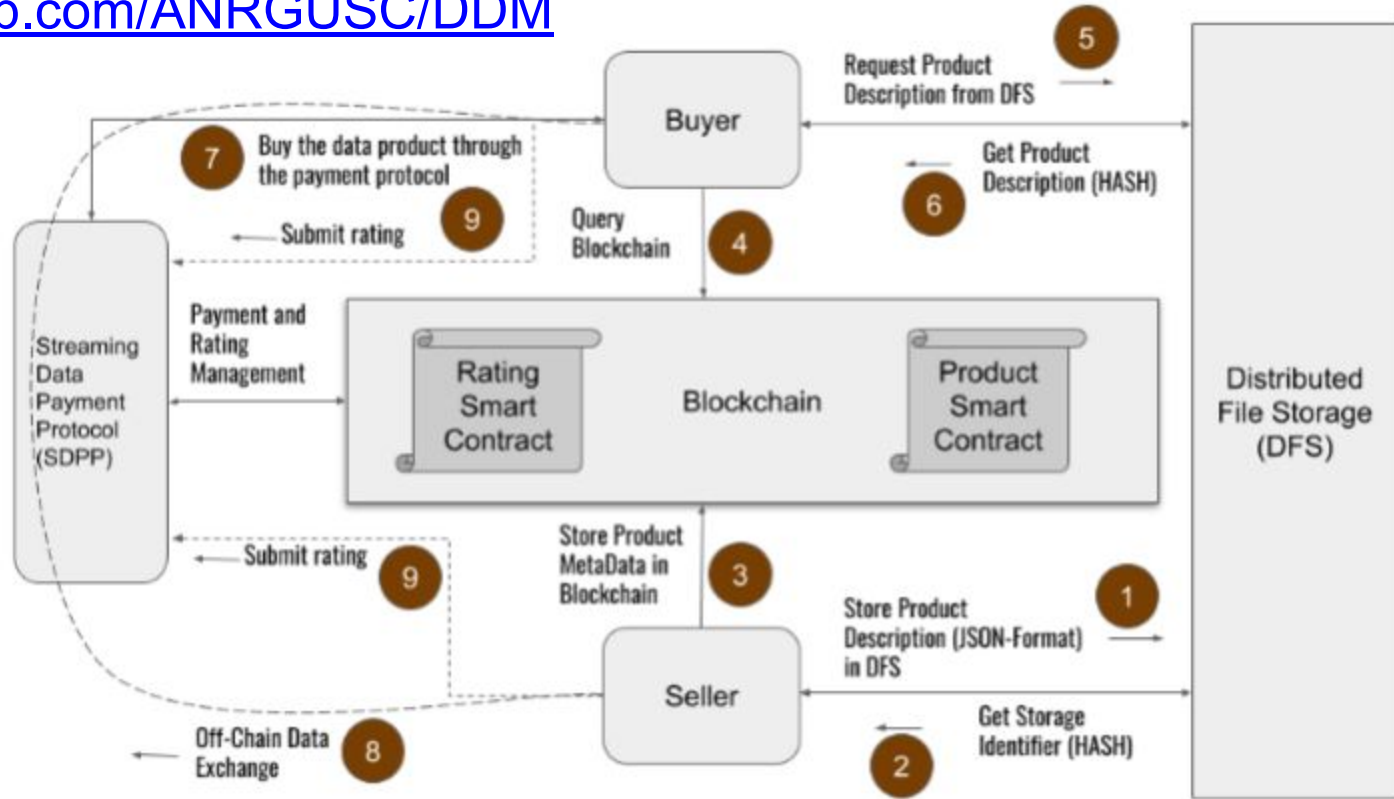 b.com/ANRGUSC/DDM
5
Request Product
Description from DFS
Buyer
7
Buy the data product through
the payment protocol
Get Product
Description (HASH)
6
9
Submit rating
Query
Blockchain
4
Payment and
Rating
Management
Streaming
Data
Payment
Protocol
(SDPP)
Rating
Smart
Contract
Blockchain
Product
Smart
Contract
Distributed
File Storage
(DFS)
Submit rating
9
Store Product
MetaData in
Blockchain
3
1
Store Product
Description (JSON-Format)
in DFS
Seller
Get Storage
Identifier (HASH)
2
Off-Chain Data
Exchange
8